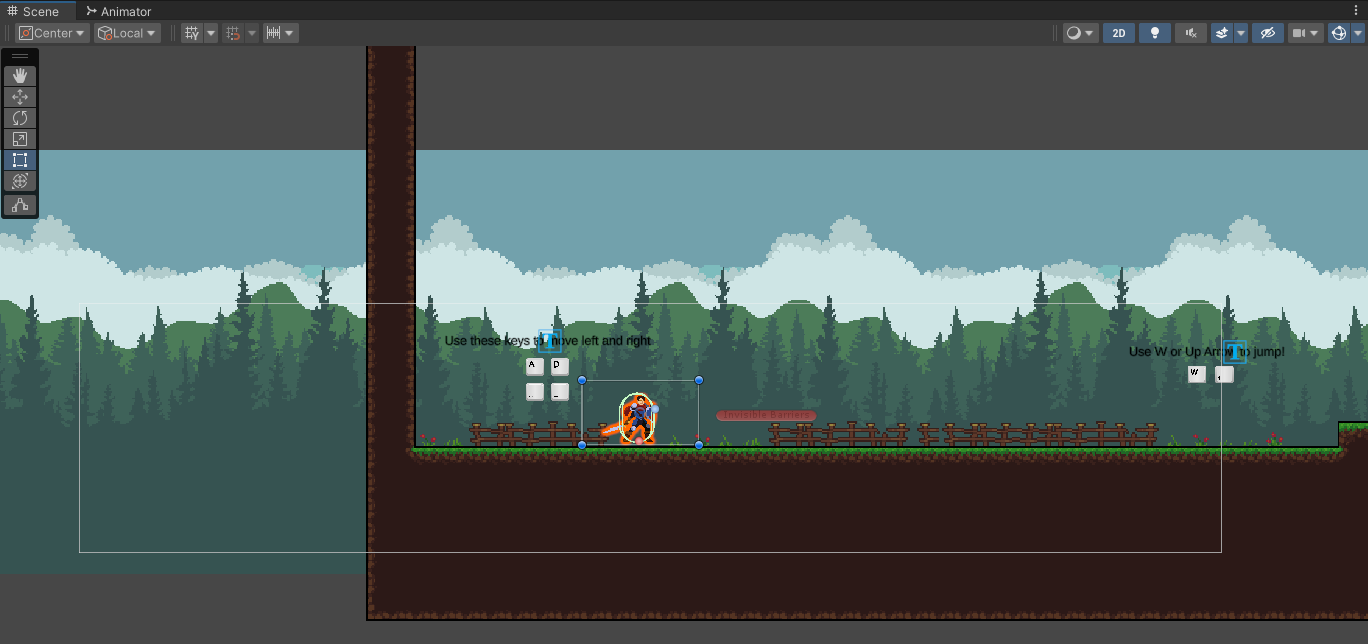 Scene
Animator
Center
Local
2D
Use these keys to move left and right
A D
Use W or Up Arrow to jump!
W
Invisible Barriers